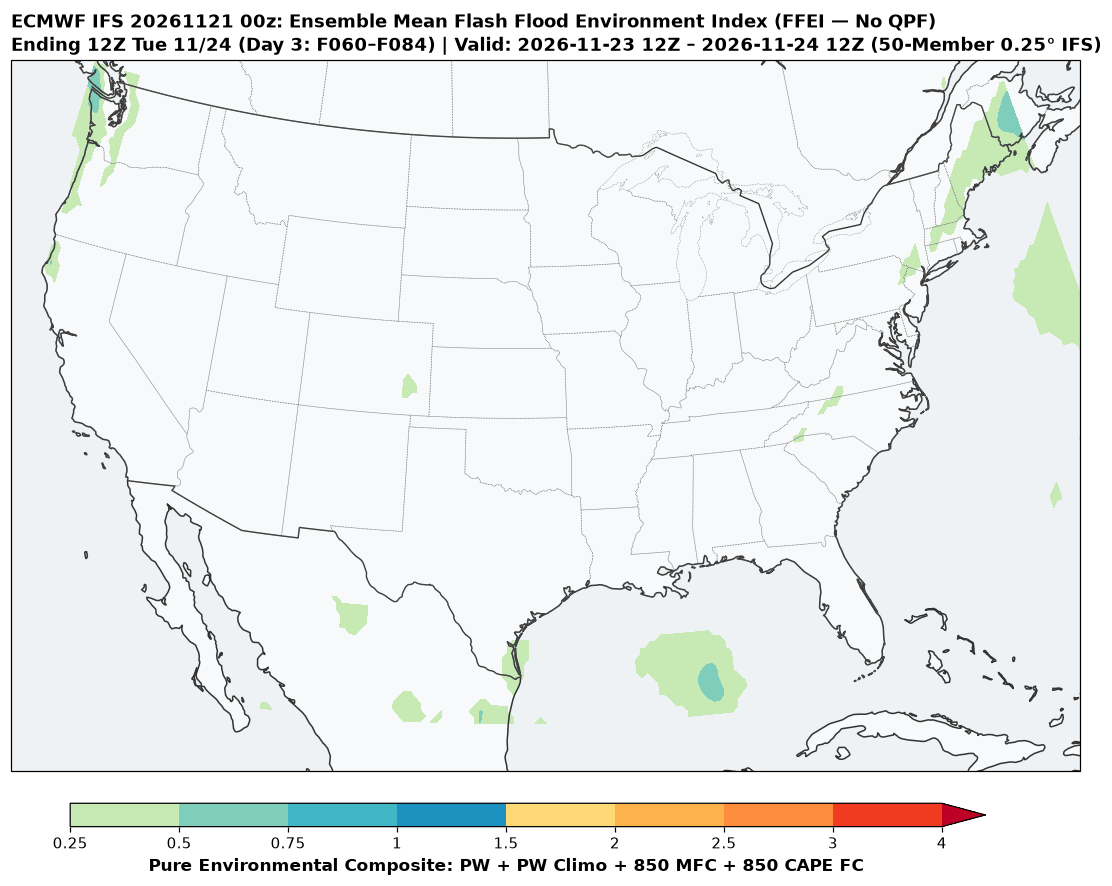 ECMWF IFS 20261121 00z: Ensemble Mean Flash Flood Environment Index (FFEI — No QPF)
Ending 12Z Tue 11/24 (Day 3: F060–F084) | Valid: 2026-11-23 12Z – 2026-11-24 12Z (50-Member 0.25° IFS)
0.25 0.5 0.75 1 1.5 2 2.5 3 4
Pure Environmental Composite: PW + PW Climo + 850 MFC + 850 CAPE FC